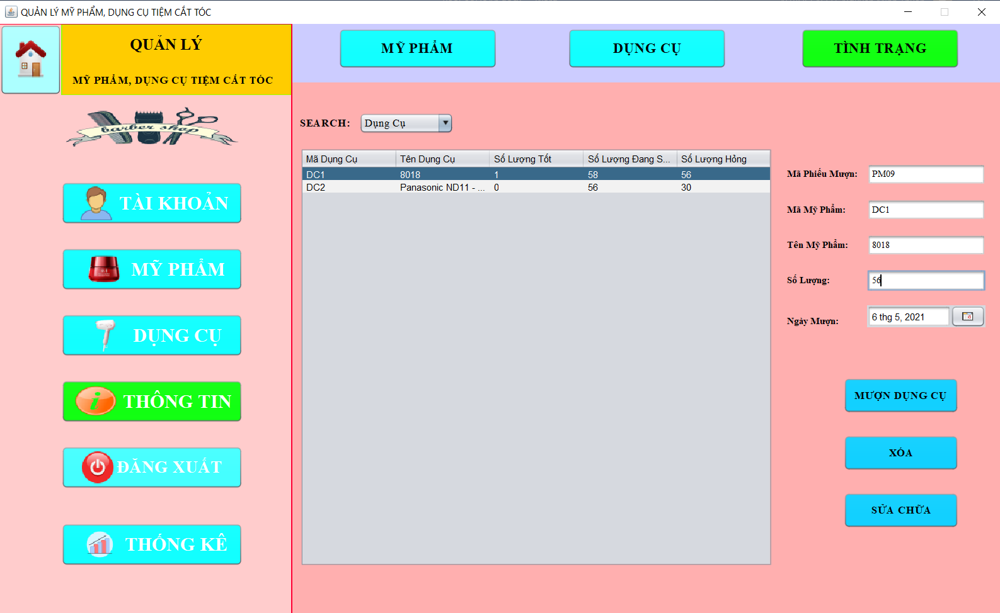 QUẢN LÝ MỸ PHẨM, DỤNG CỤ TIỆM CẮT TÓC
QUẢN LÝ
MỸ PHẨM, DỤNG CỤ TIỆM CẮT TÓC
MỸ PHẨM
DỤNG CỤ
TÌNH TRẠNG
barber shop
TÀI KHOẢN
MỸ PHẨM
DỤNG CỤ
THÔNG TIN
ĐĂNG XUẤT
THỐNG KÊ
SEARCH: Dụng Cụ
Mã Dụng Cụ Tên Dụng Cụ Số Lượng Tốt Số Lượng Đang S... Số Lượng Hỏng
DC1 8018 1 58 56
DC2 Panasonic ND11 - ... 0 56 30
Mã Phiếu Mượn: PM09
Mã Mỹ Phẩm: DC1
Tên Mỹ Phẩm: 8018
Số Lượng: 56
Ngày Mượn: 6 thg 5, 2021
MƯỢN DỤNG CỤ
XÓA
SỬA CHỮA